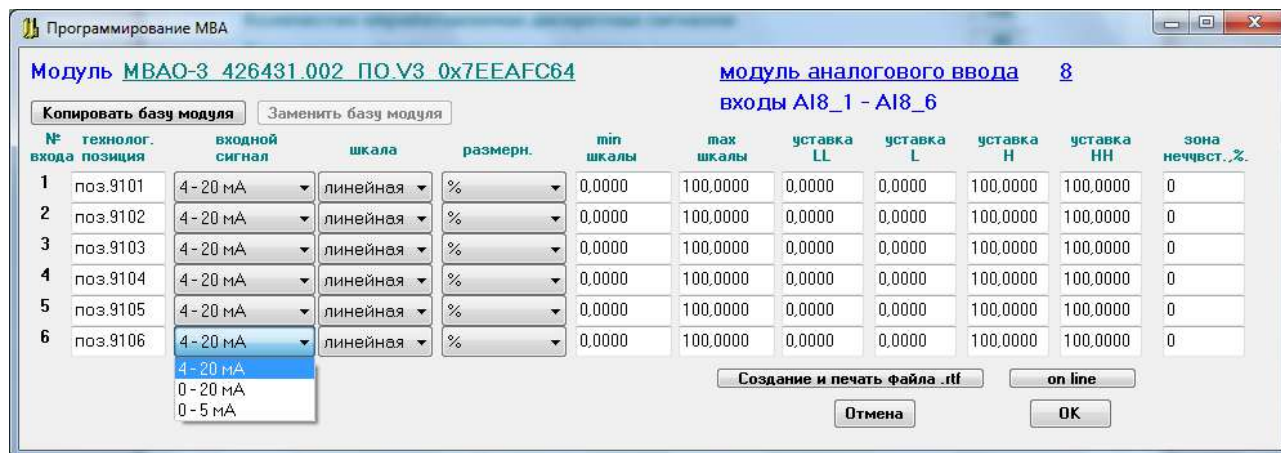 Программирование МВА
Модуль МВАО-3 426431.002 ПО.V3 0x7EEAFC64
модуль аналогового ввода 8
входы AI8_1 - AI8_6
Копировать базу модуля Заменить базу модуля
№ входа технолог. позиция входной сигнал шкала размерн. min шкалы max шкалы уставка LL уставка L уставка H уставка HH зона неччвст.,%.
1 поз.9101 4 - 20 мА линейная % 0,0000 100,0000 0,0000 0,0000 100,0000 100,0000 0
2 поз.9102 4 - 20 мА линейная % 0,0000 100,0000 0,0000 0,0000 100,0000 100,0000 0
3 поз.9103 4 - 20 мА линейная % 0,0000 100,0000 0,0000 0,0000 100,0000 100,0000 0
4 поз.9104 4 - 20 мА линейная % 0,0000 100,0000 0,0000 0,0000 100,0000 100,0000 0
5 поз.9105 4 - 20 мА линейная % 0,0000 100,0000 0,0000 0,0000 100,0000 100,0000 0
6 поз.9106 4 - 20 мА линейная % 0,0000 100,0000 0,0000 0,0000 100,0000 100,0000 0
4 - 20 мА
0 - 20 мА
0 - 5 мА
Создание и печать файла .rtf on line
Отмена OK